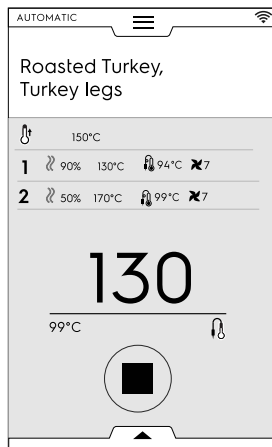 AUTOMATIC
Roasted Turkey,
Turkey legs
150°C
1 90% 130°C 94°C 7
2 50% 170°C 99°C 7
130
99°C